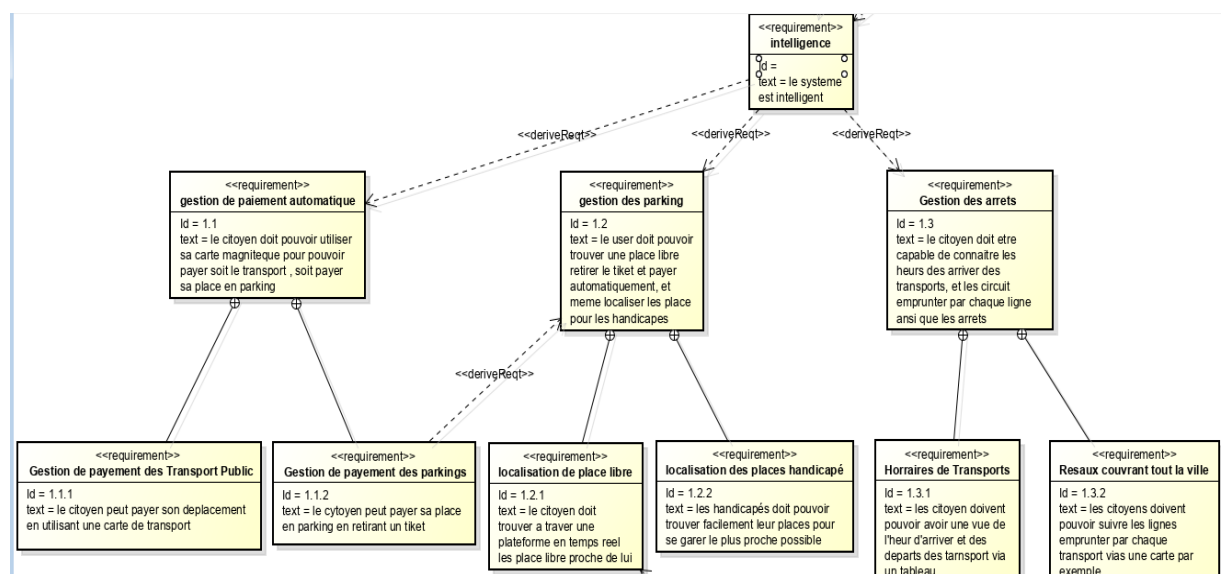 <<requirement>>
intelligence
Id =
text = le systeme
est intelligent
<<deriveReqt>>
<<deriveReqt>>
<<deriveReqt>>
<<requirement>>
gestion de paiement automatique
Id = 1.1
text = le citoyen doit pouvoir utiliser
sa carte magniteque pour pouvoir
payer soit le transport , soit payer
sa place en parking
<<requirement>>
gestion des parking
Id = 1.2
text = le user doit pouvoir
trouver une place libre
retirer le tiket et payer
automatiquement, et
meme localiser les place
pour les handicapes
<<requirement>>
Gestion des arrets
Id = 1.3
text = le citoyen doit etre
capable de connaitre les
heurs des arriver des
transports, et les circuit
emprunter par chaque ligne
ansi que les arrets
<<deriveReqt>>
<<requirement>>
Gestion de payement des Transport Public
Id = 1.1.1
text = le citoyen peut payer son deplacement
en utilisant une carte de transport
<<requirement>>
Gestion de payement des parkings
Id = 1.1.2
text = le cytoyen peut payer sa place
en parking en retirant un tiket
<<requirement>>
localisation de place libre
Id = 1.2.1
text = le citoyen doit
trouver a traver une
plateforme en temps reel
les place libre proche de lui
<<requirement>>
localisation des places handicapé
Id = 1.2.2
text = les handicapés doit pouvoir
trouver facilement leur places pour
se garer le plus proche possible
<<requirement>>
Horraires de Transports
Id = 1.3.1
text = les citoyen doivent
pouvoir avoir une vue de
l'heur d'arriver et des
departs des tarnsport via
un tableau
<<requirement>>
Resaux couvrant tout la ville
Id = 1.3.2
text = les citoyens doivent
pouvoir suivre les lignes
emprunter par chaque
transport vias une carte par
exemple